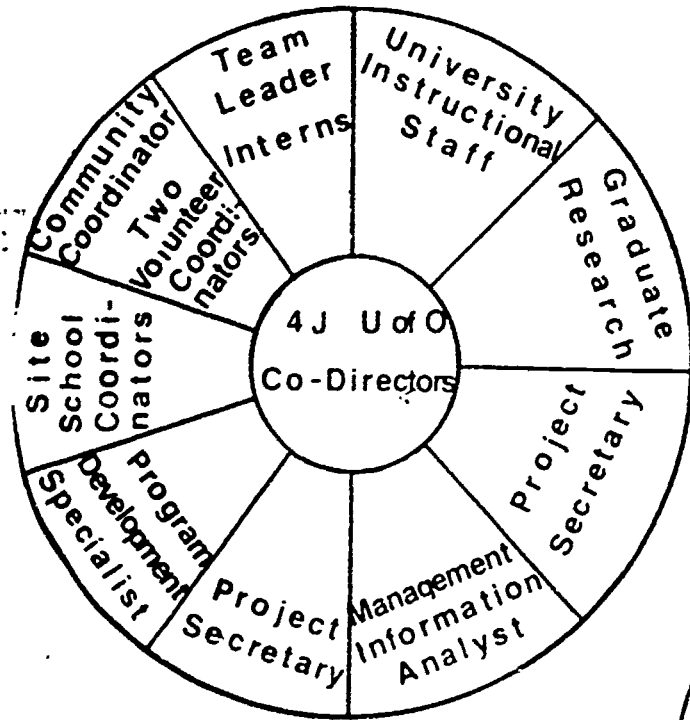 Team
Leader
Interns
University
Instructional
Staff
Graduate
Research
Project
Secretary
Management
Information
Analyst
Project
Secretary
Program
Development
Specialist
Site
School
Coordi-
nators
Community
Coordinator
Two
Volunteer
Coordi-
nators
4J U of O
Co-Directors